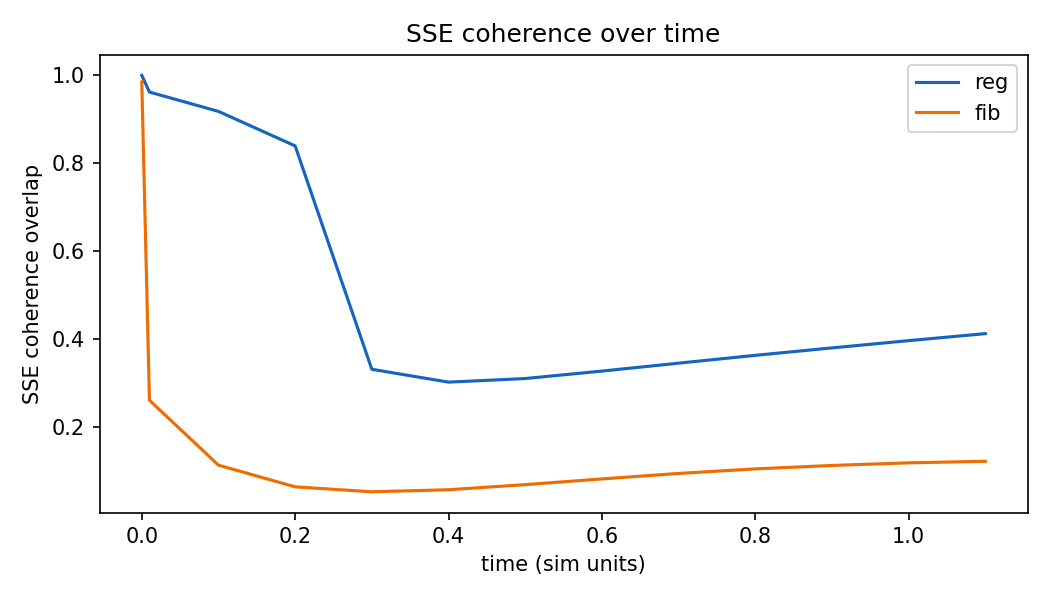 SSE coherence over time
reg
fib
1.0
0.8
0.6
0.4
0.2
SSE coherence overlap
0.0
0.2
0.4
0.6
0.8
1.0
time (sim units)